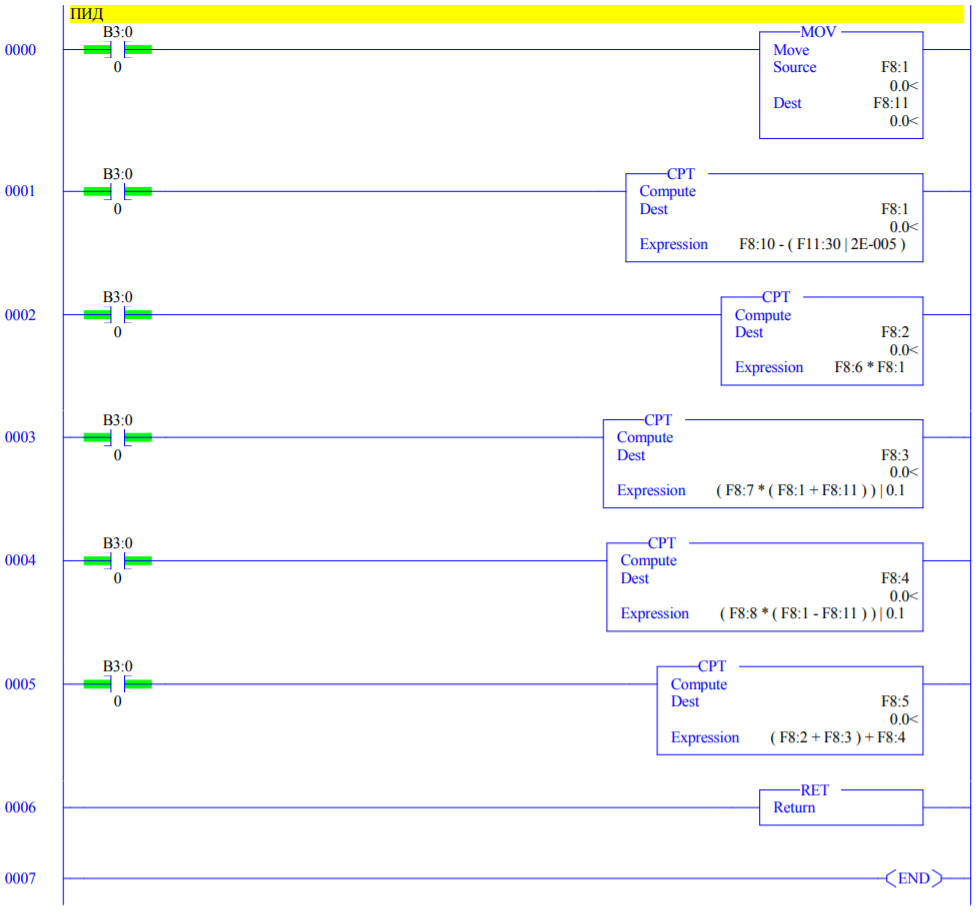 ПИД
B3:0
0000
0
MOV
Move
Source F8:1
0.0<
Dest F8:11
0.0<
B3:0
0001
0
CPT
Compute
Dest F8:1
0.0<
Expression F8:10 - ( F11:30 | 2E-005 )
B3:0
0002
0
CPT
Compute
Dest F8:2
0.0<
Expression F8:6 * F8:1
B3:0
0003
0
CPT
Compute
Dest F8:3
0.0<
Expression ( F8:7 * ( F8:1 + F8:11 ) ) | 0.1
B3:0
0004
0
CPT
Compute
Dest F8:4
0.0<
Expression ( F8:8 * ( F8:1 - F8:11 ) ) | 0.1
B3:0
0005
0
CPT
Compute
Dest F8:5
0.0<
Expression ( F8:2 + F8:3 ) + F8:4
0006
RET
Return
0007
END